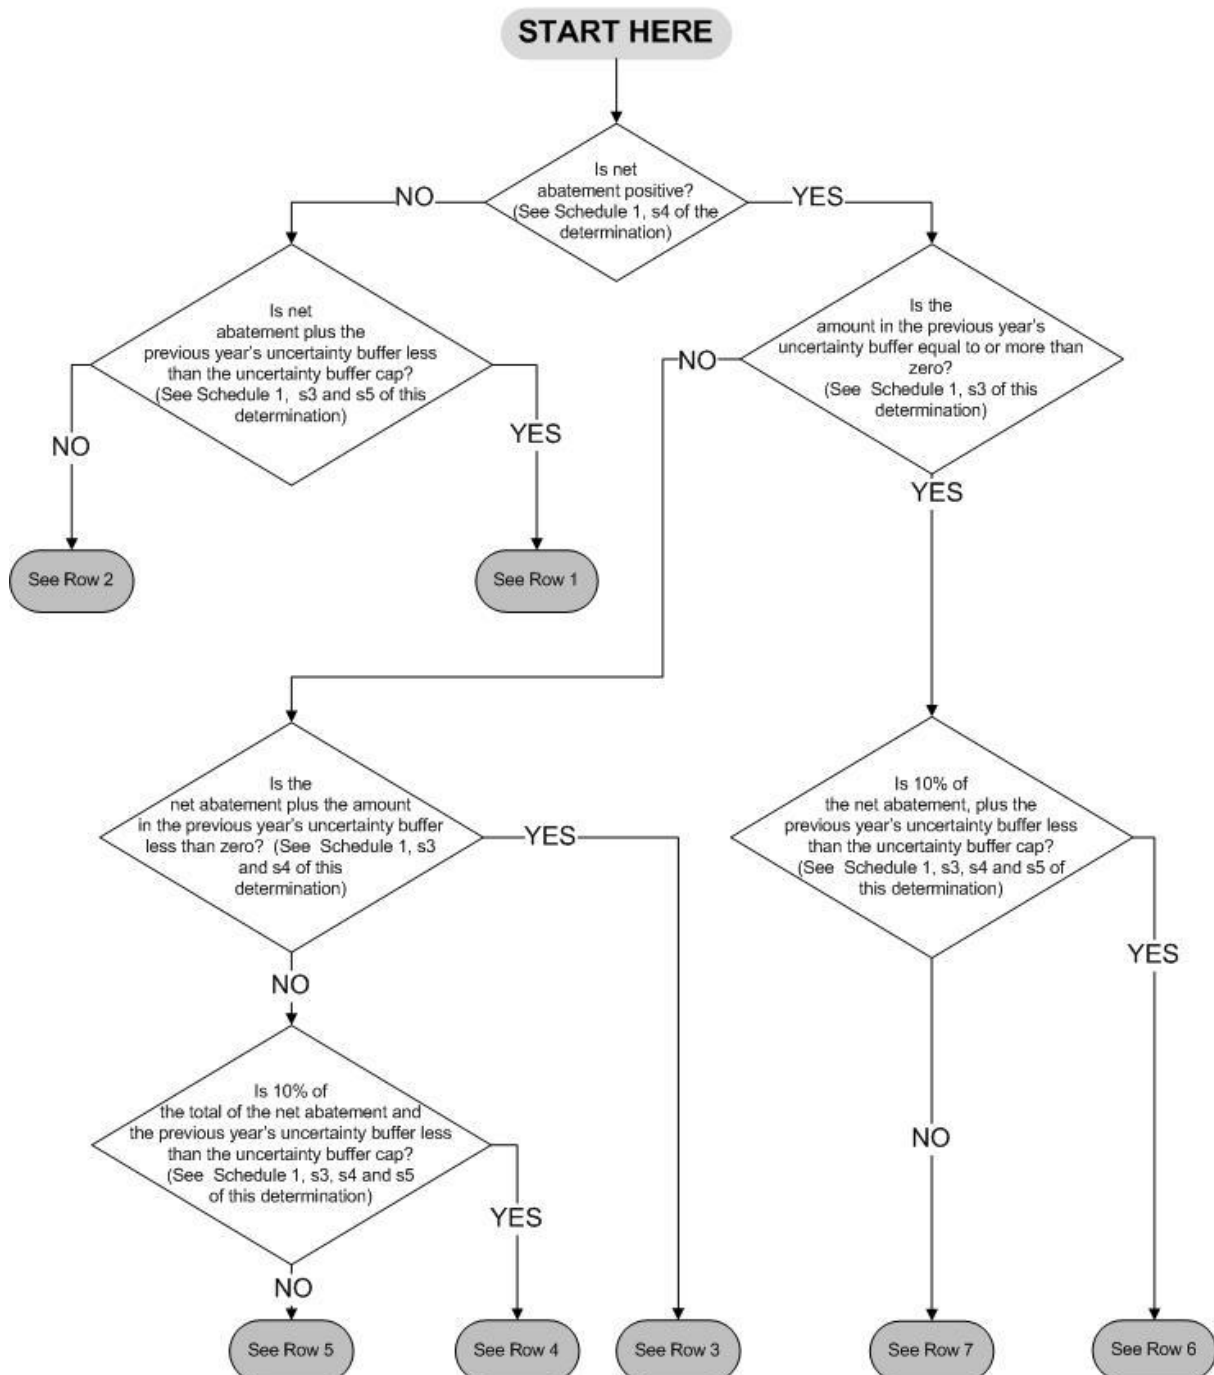 START HERE
Is net
abatement positive?
(See Schedule 1, s4 of the
determination)
NO
YES
Is net
abatement plus the
previous year's uncertainty buffer less
than the uncertainty buffer cap?
(See Schedule 1, s3 and s5 of this
determination)
Is the
amount in the previous year's
uncertainty buffer equal to or more than
zero?
(See Schedule 1, s3 of this
determination)
NO
YES
NO
YES
See Row 2
See Row 1
Is the
net abatement plus the amount
in the previous year's uncertainty buffer
less than zero? (See Schedule 1, s3
and s4 of this
determination)
YES
NO
Is 10% of
the net abatement, plus the
previous year's uncertainty buffer less
than the uncertainty buffer cap?
(See Schedule 1, s3, s4 and s5 of
this determination)
YES
NO
Is 10% of
the total of the net abatement and
the previous year's uncertainty buffer less
than the uncertainty buffer cap?
(See Schedule 1, s3, s4 and s5
of this determination)
YES
NO
See Row 5
See Row 4
See Row 3
See Row 7
See Row 6